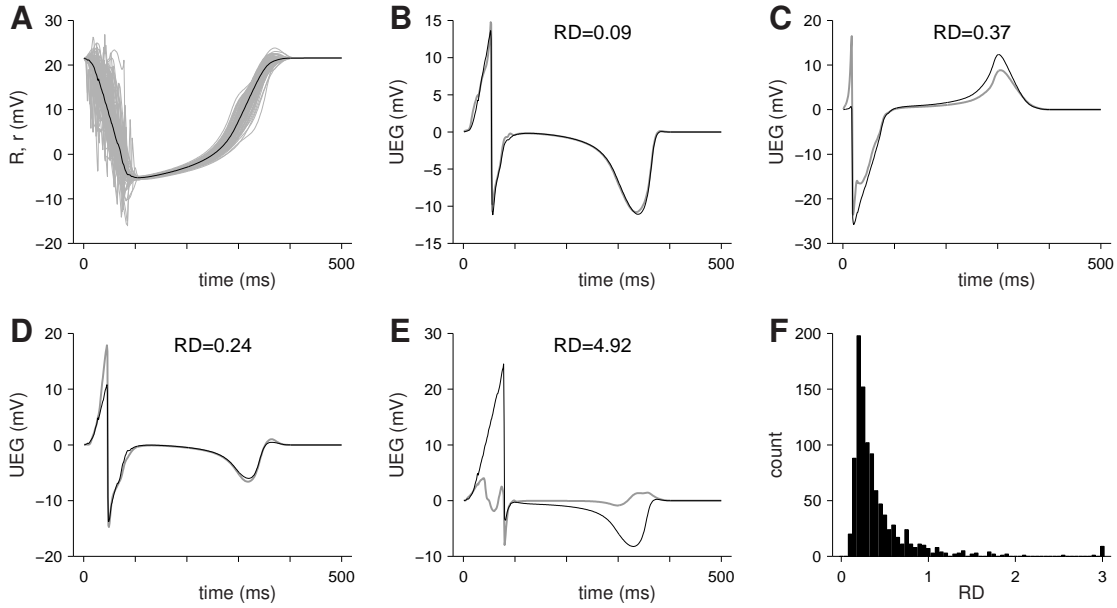 A
R, r (mV)
30
20
10
0
−10
−20
0
500
time (ms)
B
RD=0.09
UEG (mV)
15
10
5
0
−5
−10
−15
0
500
time (ms)
C
RD=0.37
UEG (mV)
20
10
0
−10
−20
−30
0
500
time (ms)
D
RD=0.24
UEG (mV)
20
10
0
−10
−20
0
500
time (ms)
E
RD=4.92
UEG (mV)
30
20
10
0
−10
0
500
time (ms)
F
count
200
150
100
50
0
0
1
2
3
RD